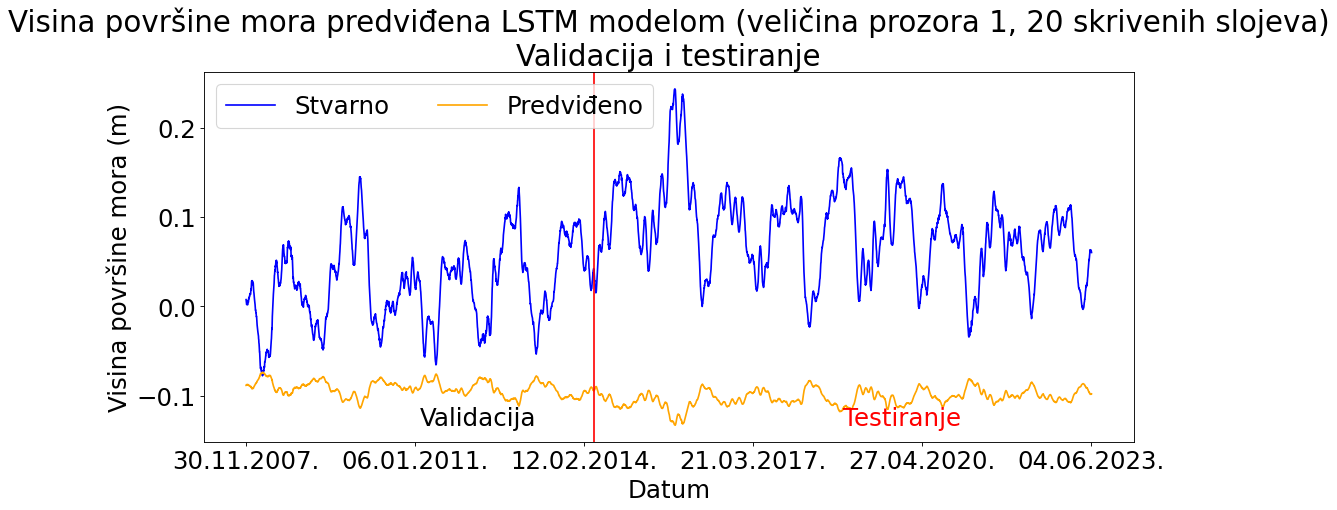 Visina površine mora predviđena LSTM modelom (veličina prozora 1, 20 skrivenih slojeva)
Validacija i testiranje
Stvarno
Predviđeno
Visina površine mora (m)
0.2
0.1
0.0
−0.1
Validacija
Testiranje
30.11.2007.
06.01.2011.
12.02.2014.
21.03.2017.
27.04.2020.
04.06.2023.
Datum